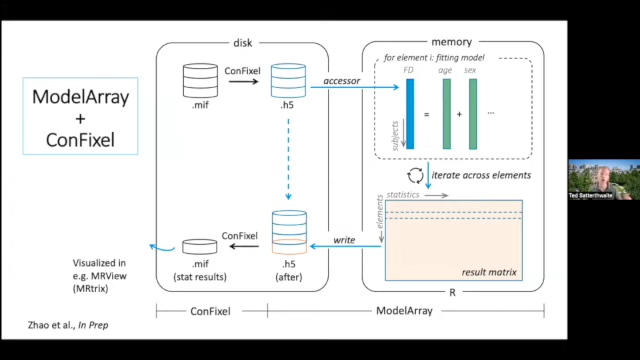 disk
memory
ModelArray
+
ConFixel
ConFixel
.mif
.h5
accessor
for element i: fitting model
FD
age
sex
subjects
=
+
...
iterate across elements
statistics
elements
result matrix
write
ConFixel
.mif
(stat results)
.h5
(after)
R
Visualized in
e.g. MRView
(MRtrix)
ConFixel
ModelArray
Zhao et al., In Prep
Ted Satterthwaite